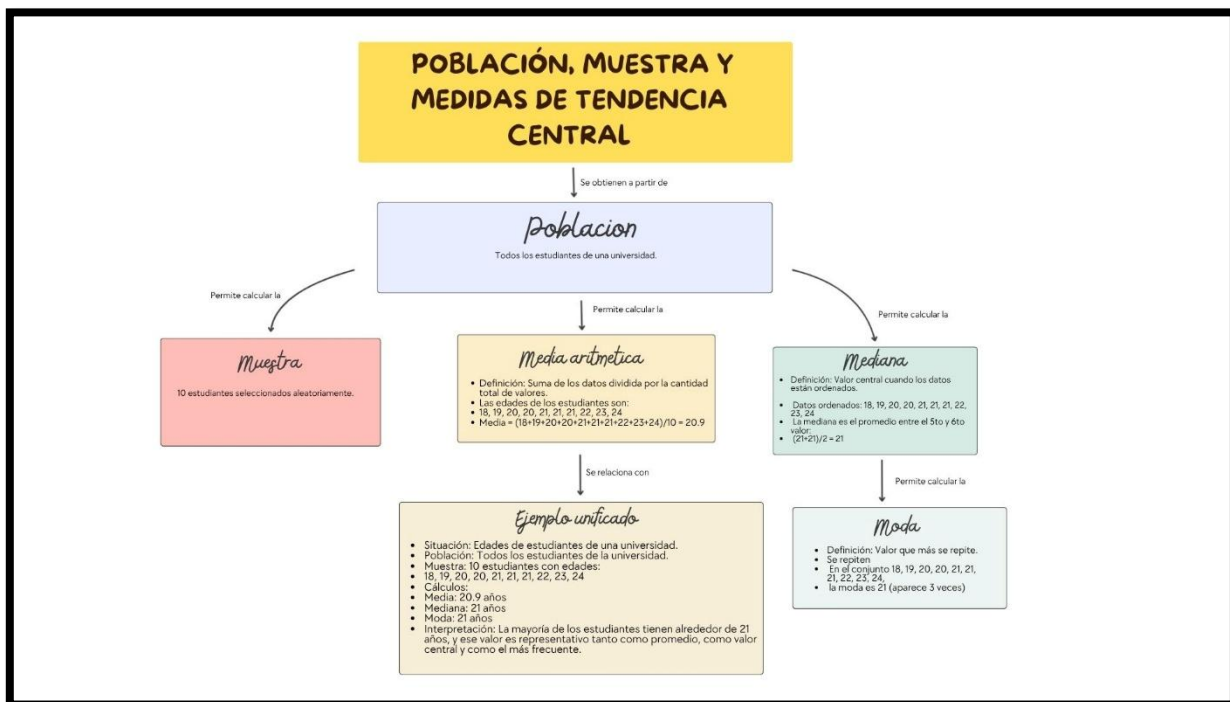 POBLACIÓN, MUESTRA Y
MEDIDAS DE TENDENCIA
CENTRAL
Se obtienen a partir de
Poblacion
Todos los estudiantes de una universidad.
Permite calcular la
Permite calcular la
Permite calcular la
Muestra
10 estudiantes seleccionados aleatoriamente.
Media aritmetica
• Definición: Suma de los datos dividida por la cantidad
total de valores.
• Las edades de los estudiantes son:
• 18, 19, 20, 20, 21, 21, 21, 22, 23, 24
• Media = (18+19+20+20+21+21+21+22+23+24)/10 = 20.9
Mediana
• Definición: Valor central cuando los datos
están ordenados.
• Datos ordenados: 18, 19, 20, 20, 21, 21, 21, 22,
23, 24
• La mediana es el promedio entre el 5to y 6to
valor:
• (21+21)/2 = 21
Se relaciona con
Permite calcular la
Ejemplo unificado
• Situación: Edades de estudiantes de una universidad.
• Población: Todos los estudiantes de la universidad.
• Muestra: 10 estudiantes con edades:
• 18, 19, 20, 20, 21, 21, 21, 22, 23, 24
• Cálculos:
• Media: 20.9 años
• Mediana: 21 años
• Moda: 21 años
• Interpretación: La mayoría de los estudiantes tienen alrededor de 21
años, y ese valor es representativo tanto como promedio, como valor
central y como el más frecuente.
Moda
• Definición: Valor que más se repite.
• Se repiten
• En el conjunto 18, 19, 20, 20, 21, 21,
21, 22, 23, 24,
• la moda es 21 (aparece 3 veces)